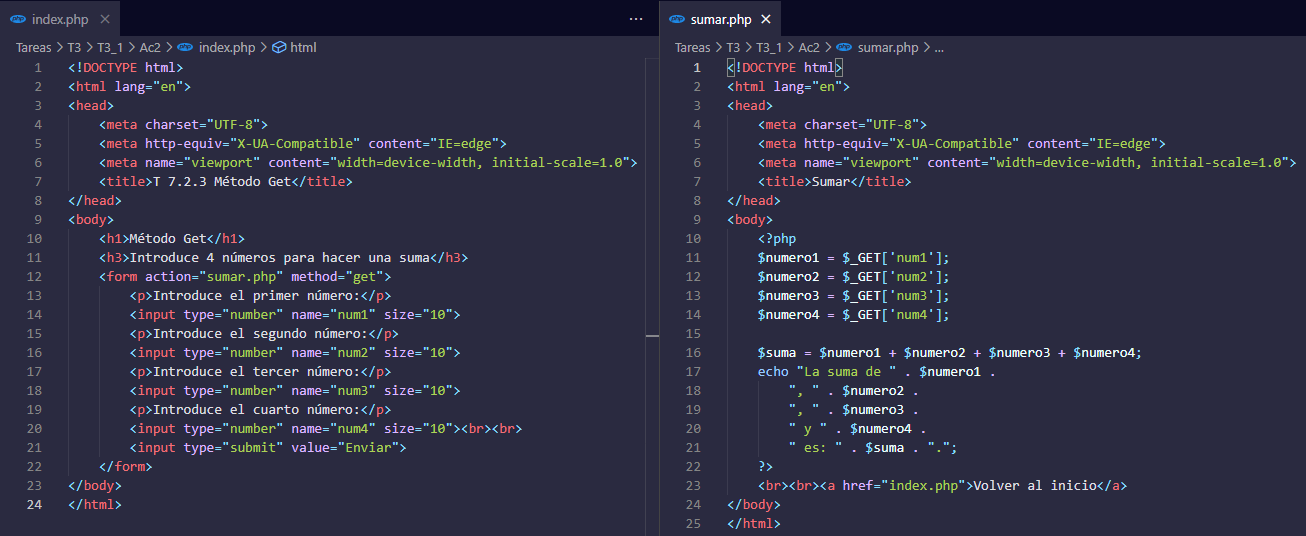 index.php
Tareas > T3 > T3_1 > Ac2 > index.php > html
1 <!DOCTYPE html>
2 <html lang="en">
3 <head>
4     <meta charset="UTF-8">
5     <meta http-equiv="X-UA-Compatible" content="IE=edge">
6     <meta name="viewport" content="width=device-width, initial-scale=1.0">
7     <title>T 7.2.3 Método Get</title>
8 </head>
9 <body>
10     <h1>Método Get</h1>
11     <h3>Introduce 4 números para hacer una suma</h3>
12     <form action="sumar.php" method="get">
13         <p>Introduce el primer número:</p>
14         <input type="number" name="num1" size="10">
15         <p>Introduce el segundo número:</p>
16         <input type="number" name="num2" size="10">
17         <p>Introduce el tercer número:</p>
18         <input type="number" name="num3" size="10">
19         <p>Introduce el cuarto número:</p>
20         <input type="number" name="num4" size="10"><br><br>
21         <input type="submit" value="Enviar">
22     </form>
23 </body>
24 </html>
sumar.php
Tareas > T3 > T3_1 > Ac2 > sumar.php > ...
1 <!DOCTYPE html>
2 <html lang="en">
3 <head>
4     <meta charset="UTF-8">
5     <meta http-equiv="X-UA-Compatible" content="IE=edge">
6     <meta name="viewport" content="width=device-width, initial-scale=1.0">
7     <title>Sumar</title>
8 </head>
9 <body>
10     <?php
11     $numero1 = $_GET['num1'];
12     $numero2 = $_GET['num2'];
13     $numero3 = $_GET['num3'];
14     $numero4 = $_GET['num4'];
15
16     $suma = $numero1 + $numero2 + $numero3 + $numero4;
17     echo "La suma de " . $numero1 .
18         ", " . $numero2 .
19         ", " . $numero3 .
20         " y " . $numero4 .
21         " es: " . $suma . ".";
22     ?>
23     <br><br><a href="index.php">Volver al inicio</a>
24 </body>
25 </html>